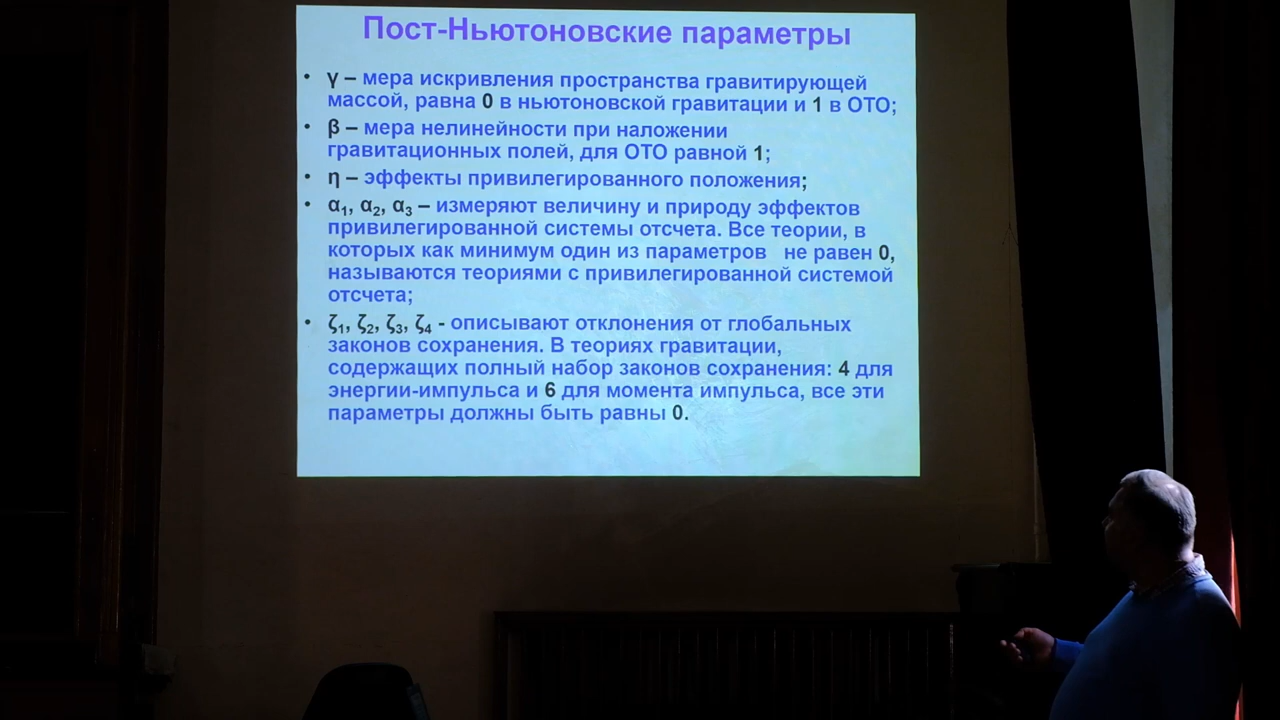 Пост-Ньютоновские параметры
• γ – мера искривления пространства гравитирующей
массой, равна 0 в ньютоновской гравитации и 1 в ОТО;
• β – мера нелинейности при наложении
гравитационных полей, для ОТО равной 1;
• η – эффекты привилегированного положения;
• α₁, α₂, α₃ – измеряют величину и природу эффектов
привилегированной системы отсчета. Все теории, в
которых как минимум один из параметров не равен 0,
называются теориями с привилегированной системой
отсчета;
• ζ₁, ζ₂, ζ₃, ζ₄ - описывают отклонения от глобальных
законов сохранения. В теориях гравитации,
содержащих полный набор законов сохранения: 4 для
энергии-импульса и 6 для момента импульса, все эти
параметры должны быть равны 0.